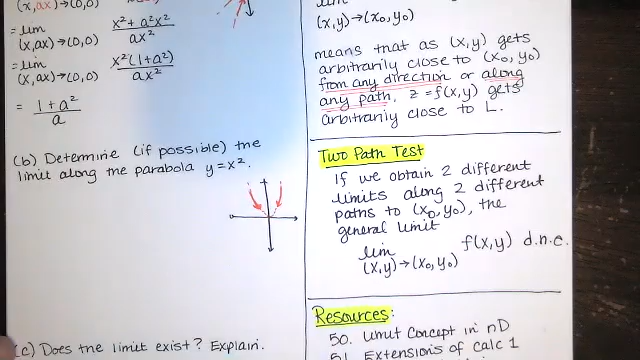 (x,ax)→(0,0)
= lim (x,ax)→(0,0) x²+a²x² / ax²
= lim (x,ax)→(0,0) x²(1+a²) / ax²
= 1+a² / a
(b) Determine (if possible) the
limit along the parabola y=x².
(c) Does the limit exist? Explain.
lim
(x,y)→(x₀,y₀)
means that as (x,y) gets
arbitrarily close to (x₀,y₀)
from any direction or along
any path, z=f(x,y) gets
arbitrarily close to L.
Two Path Test
If we obtain 2 different
limits along 2 different
paths to (x₀,y₀), the
general limit
lim (x,y)→(x₀,y₀) f(x,y) d.n.e.
Resources:
50. Limit Concept in nD
51. Extensions of Calc 1